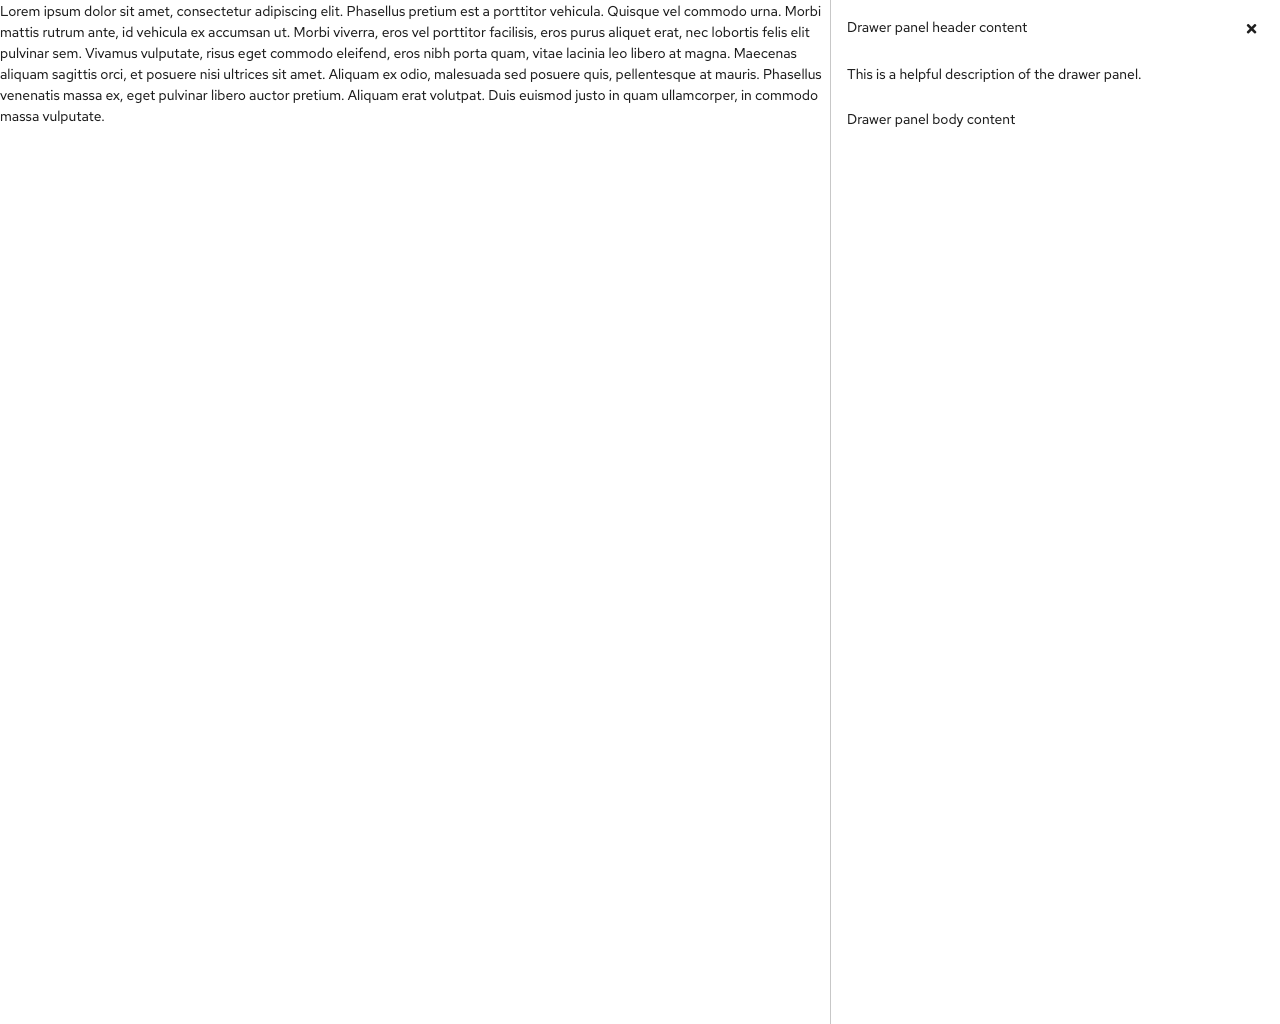 Lorem ipsum dolor sit amet, consectetur adipiscing elit. Phasellus pretium est a porttitor vehicula. Quisque vel commodo urna. Morbi
mattis rutrum ante, id vehicula ex accumsan ut. Morbi viverra, eros vel porttitor facilisis, eros purus aliquet erat, nec lobortis felis elit
pulvinar sem. Vivamus vulputate, risus eget commodo eleifend, eros nibh porta quam, vitae lacinia leo libero at magna. Maecenas
aliquam sagittis orci, et posuere nisi ultrices sit amet. Aliquam ex odio, malesuada sed posuere quis, pellentesque at mauris. Phasellus
venenatis massa ex, eget pulvinar libero auctor pretium. Aliquam erat volutpat. Duis euismod justo in quam ullamcorper, in commodo
massa vulputate.
Drawer panel header content
This is a helpful description of the drawer panel.
Drawer panel body content